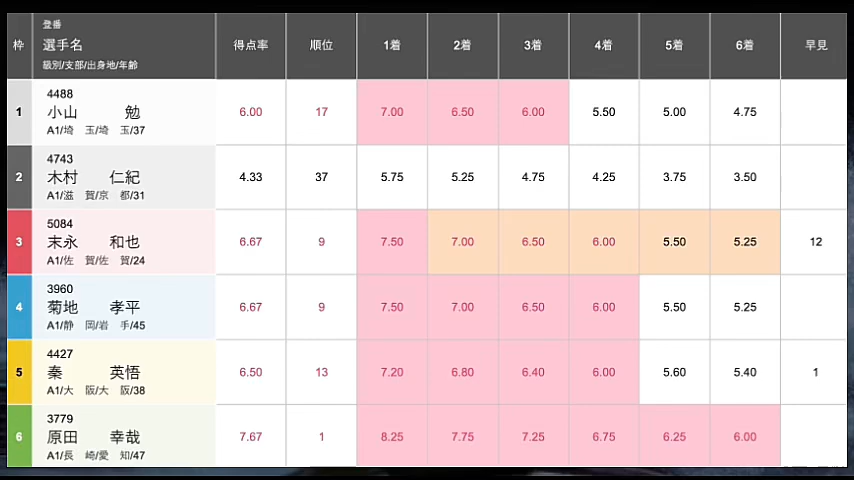 登番
枠 選手名 得点率 順位 1着 2着 3着 4着 5着 6着 早見
級別/支部/出身地/年齢
4488
1 小山 勉 6.00 17 7.00 6.50 6.00 5.50 5.00 4.75
A1/埼 玉/埼 玉/37
4743
2 木村 仁紀 4.33 37 5.75 5.25 4.75 4.25 3.75 3.50
A1/滋 賀/京 都/31
5084
3 末永 和也 6.67 9 7.50 7.00 6.50 6.00 5.50 5.25 12
A1/佐 賀/佐 賀/24
3960
4 菊地 孝平 6.67 9 7.50 7.00 6.50 6.00 5.50 5.25
A1/静 岡/岩 手/45
4427
5 秦 英悟 6.50 13 7.20 6.80 6.40 6.00 5.60 5.40 1
A1/大 阪/大 阪/38
3779
6 原田 幸哉 7.67 1 8.25 7.75 7.25 6.75 6.25 6.00
A1/長 崎/愛 知/47